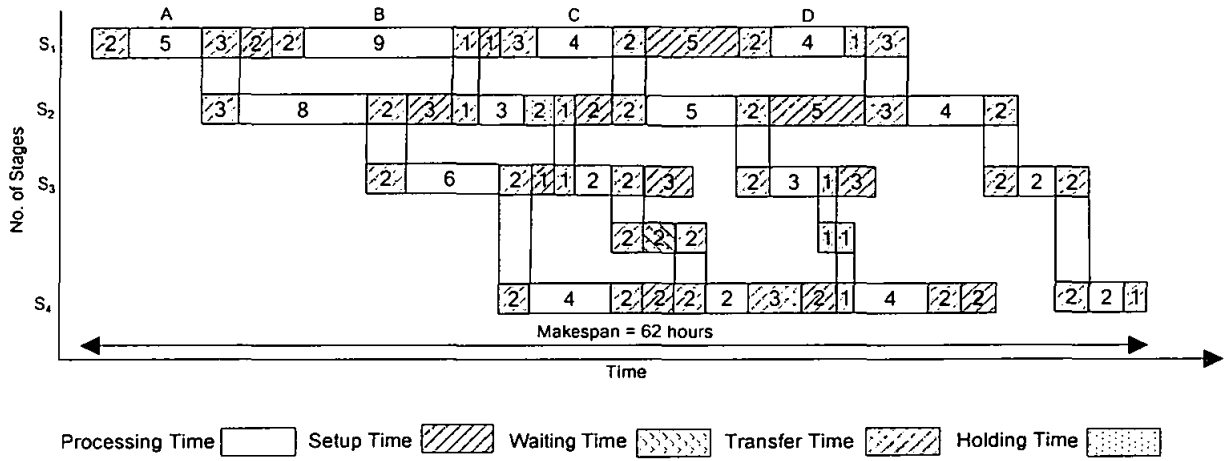 A B C D
S1 2 5 3 2 2 9 1 1 3 4 2 5 2 4 1 3
S2 3 8 2 3 1 3 2 1 2 2 5 2 5 3 4 2
S3 2 6 2 1 1 2 2 3 2 3 1 3 2 2 2
2 2 2 1 1
S4 2 4 2 2 2 2 3 2 1 4 2 2 2 2 1
No. of Stages
Makespan = 62 hours
Time
Processing Time Setup Time Waiting Time Transfer Time Holding Time